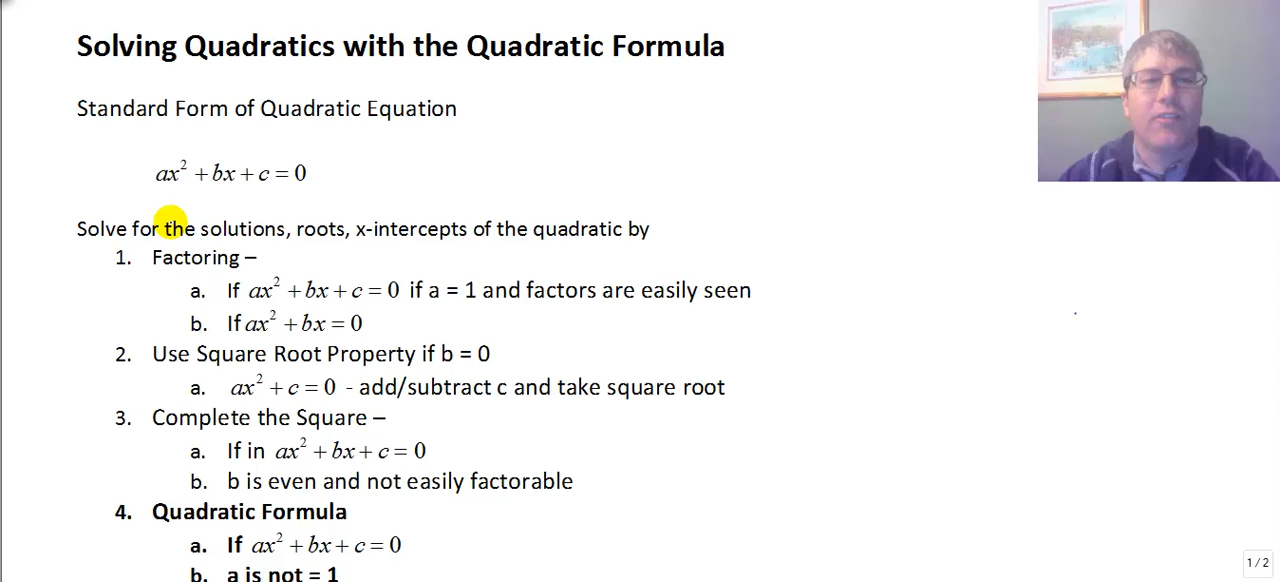 Solving Quadratics with the Quadratic Formula
Standard Form of Quadratic Equation
ax² + bx + c = 0
Solve for the solutions, roots, x-intercepts of the quadratic by
1. Factoring –
a. If ax² + bx + c = 0 if a = 1 and factors are easily seen
b. If ax² + bx = 0
2. Use Square Root Property if b = 0
a. ax² + c = 0 - add/subtract c and take square root
3. Complete the Square –
a. If in ax² + bx + c = 0
b. b is even and not easily factorable
4. Quadratic Formula
a. If ax² + bx + c = 0
b. a is not = 1
1 / 2